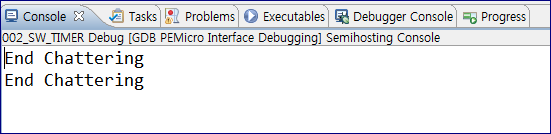 Console Tasks Problems Executables Debugger Console Progress
002_SW_TIMER Debug [GDB PEMicro Interface Debugging] Semihosting Console
End Chattering
End Chattering